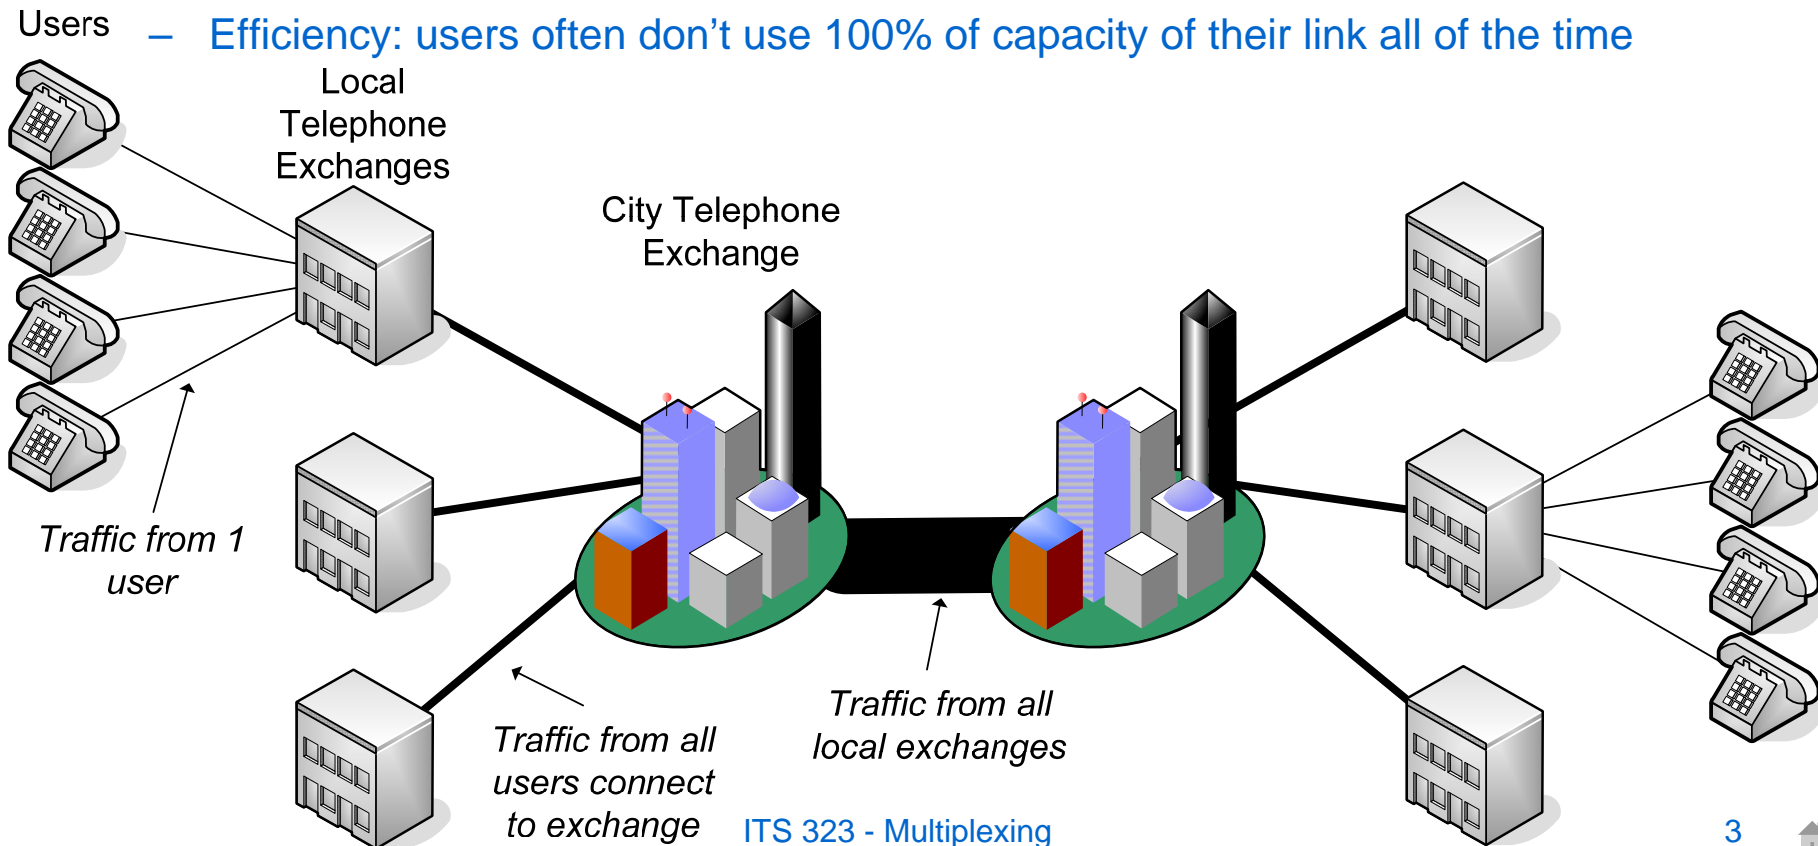 Users
– Efficiency: users often don’t use 100% of capacity of their link all of the time
Local
Telephone
Exchanges
City Telephone
Exchange
Traffic from 1
user
Traffic from all
users connect
to exchange
Traffic from all
local exchanges
ITS 323 - Multiplexing
3